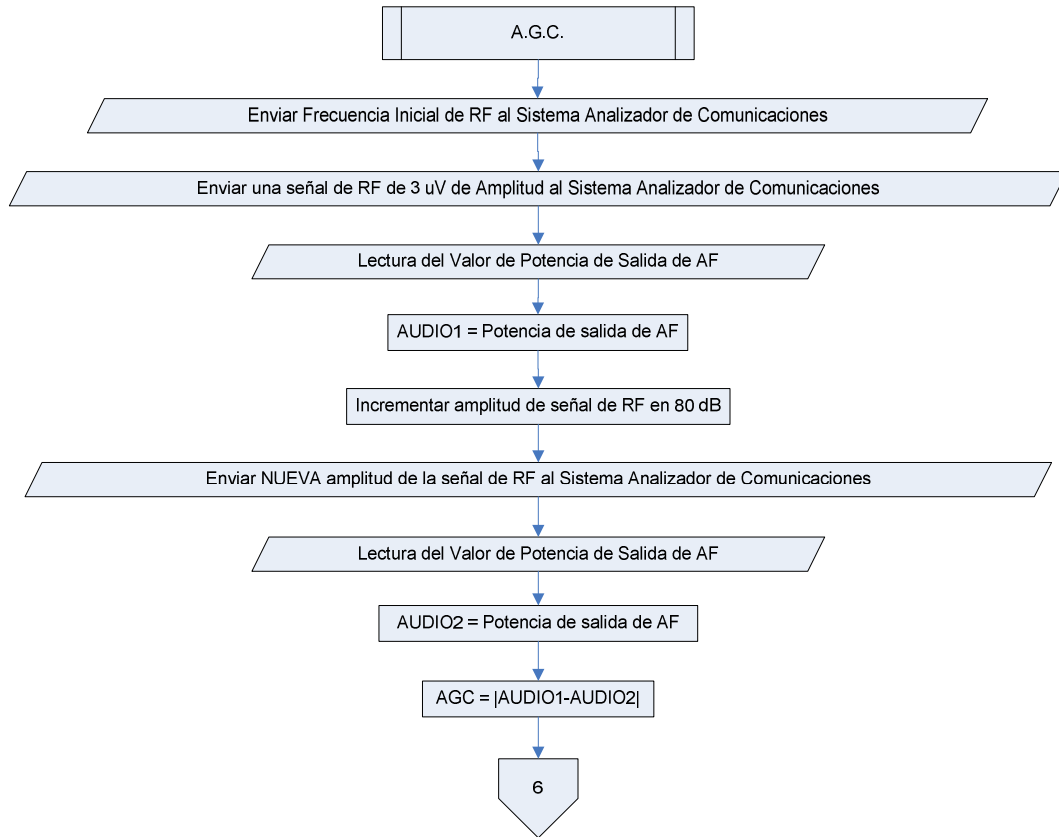 A.G.C.
Enviar Frecuencia Inicial de RF al Sistema Analizador de Comunicaciones
Enviar una señal de RF de 3 uV de Amplitud al Sistema Analizador de Comunicaciones
Lectura del Valor de Potencia de Salida de AF
AUDIO1 = Potencia de salida de AF
Incrementar amplitud de señal de RF en 80 dB
Enviar NUEVA amplitud de la señal de RF al Sistema Analizador de Comunicaciones
Lectura del Valor de Potencia de Salida de AF
AUDIO2 = Potencia de salida de AF
AGC = |AUDIO1-AUDIO2|
6